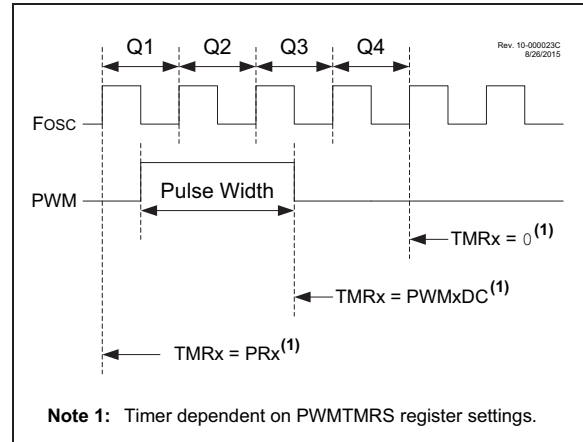 Q1 Q2 Q3 Q4
Rev. 10-000023C
8/26/2015
FOSC
Pulse Width
PWM
TMRx = 0(1)
TMRx = PWMxDC(1)
TMRx = PRx(1)
Note 1: Timer dependent on PWMTMRS register settings.